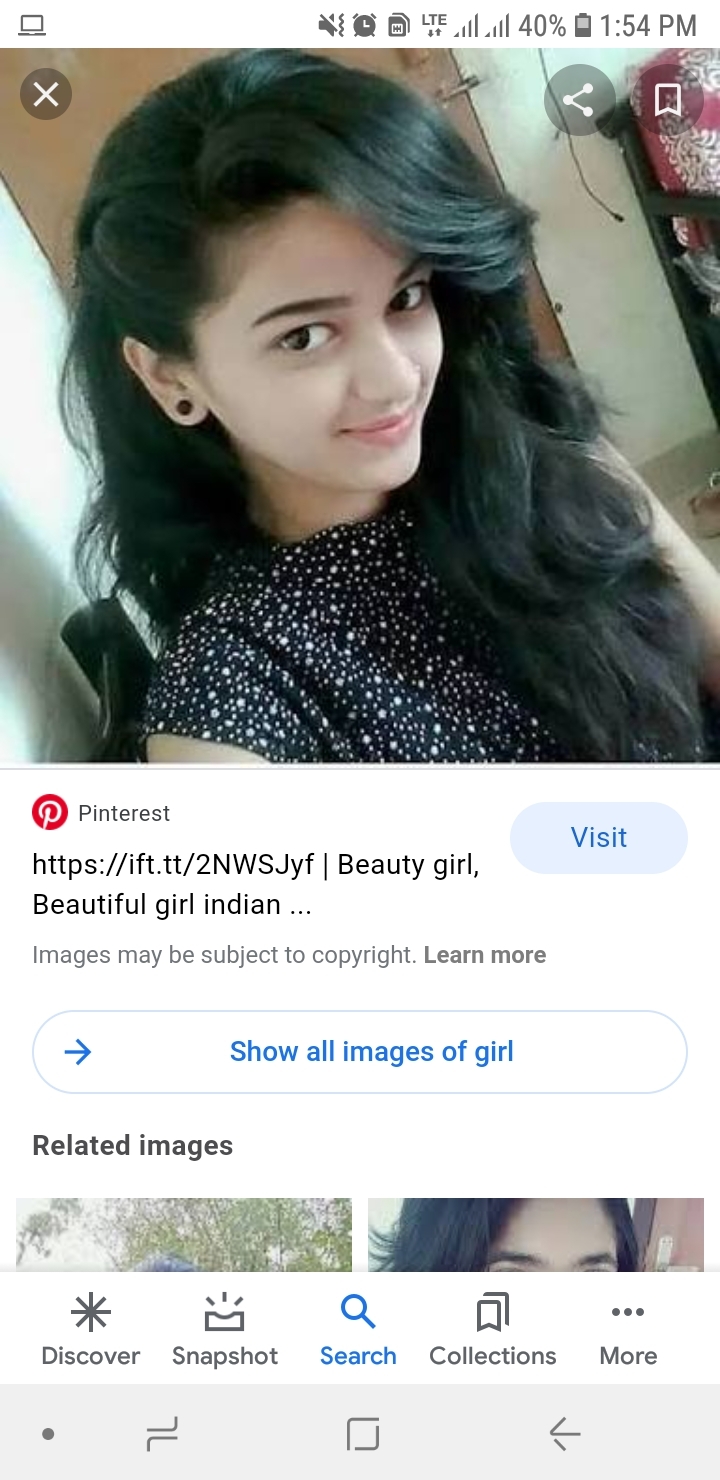 LTE 40% 1:54 PM
Pinterest
Visit
https://ift.tt/2NWSJyf | Beauty girl,
Beautiful girl indian ...
Images may be subject to copyright. Learn more
Show all images of girl
Related images
Discover Snapshot Search Collections More